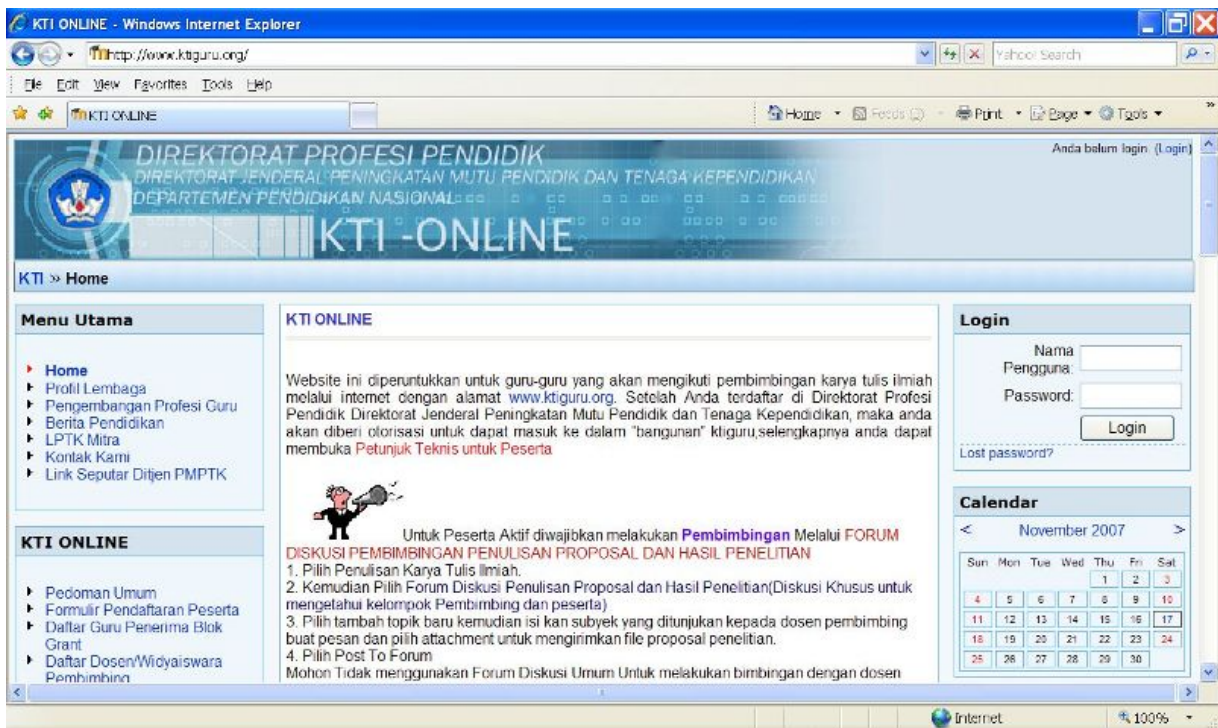 KTI ONLINE - Windows Internet Explorer
http://www.ktiguru.org/
Yahoo! Search
File Edit View Favorites Tools Help
KTI ONLINE
Home Feeds (J) Print Page Tools
DIREKTORAT PROFESI PENDIDIK
DIREKTORAT JENDERAL PENINGKATAN MUTU PENDIDIK DAN TENAGA KEPENDIDIKAN
DEPARTEMEN PENDIDIKAN NASIONAL
KTI -ONLINE
Anda belum login (Login)
KTI » Home
Menu Utama
Home
Profil Lembaga
Pengembangan Profesi Guru
Berita Pendidikan
LPTK Mitra
Kontak Kami
Link Seputar Ditjen PMPTK
KTI ONLINE
Pedoman Umum
Formulir Pendaftaran Peserta
Daftar Guru Penerima Blok
Grant
Daftar Dosen/Widyaiswara
Pembimbing
KTI ONLINE
Website ini diperuntukkan untuk guru-guru yang akan mengikuti pembimbingan karya tulis ilmiah
melalui internet dengan alamat www.ktiguru.org. Setelah Anda terdaftar di Direktorat Profesi
Pendidik Direktorat Jenderal Peningkatan Mutu Pendidik dan Tenaga Kependidikan, maka anda
akan diberi otorisasi untuk dapat masuk ke dalam "bangunan" ktiguru,selengkapnya anda dapat
membuka Petunjuk Teknis untuk Peserta
Untuk Peserta Aktif diwajibkan melakukan Pembimbingan Melalui FORUM
DISKUSI PEMBIMBINGAN PENULISAN PROPOSAL DAN HASIL PENELITIAN
1. Pilih Penulisan Karya Tulis Ilmiah.
2. Kemudian Pilih Forum Diskusi Penulisan Proposal dan Hasil Penelitian(Diskusi Khusus untuk
mengetahui kelompok Pembimbing dan peserta)
3. Pilih tambah topik baru kemudian isi kan subyek yang ditunjukan kepada dosen pembimbing
buat pesan dan pilih attachment untuk mengirimkan file proposal penelitian.
4. Pilih Post To Forum
Mohon Tidak menggunakan Forum Diskusi Umum Untuk melakukan bimbingan dengan dosen
Login
Nama
Pengguna:
Password:
Login
Lost password?
Calendar
< November 2007 >
Sun Mon Tue Wed Thu Fri Sat
1 2 3
4 5 6 7 8 9 10
11 12 13 14 15 16 17
18 19 20 21 22 23 24
25 26 27 28 29 30
Internet
100%